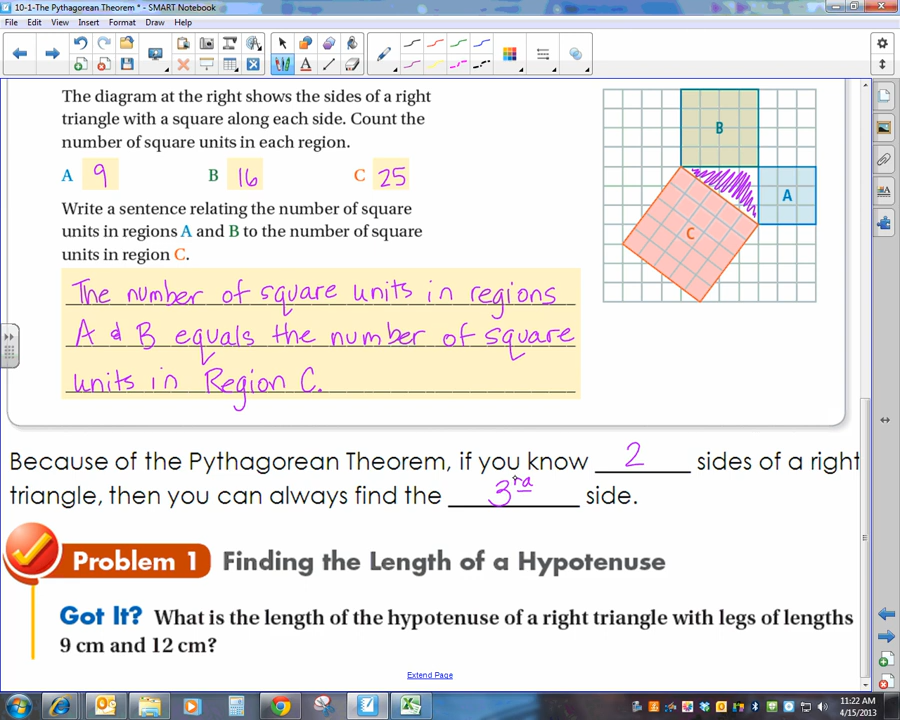 10-1-The Pythagorean Theorem * - SMART Notebook
File Edit View Insert Format Draw Help
The diagram at the right shows the sides of a right
triangle with a square along each side. Count the
number of square units in each region.
A 9 B 16 C 25
Write a sentence relating the number of square
units in regions A and B to the number of square
units in region C.
The number of square units in regions
A & B equals the number of square
units in Region C.
B
A
C
Because of the Pythagorean Theorem, if you know 2 sides of a right
triangle, then you can always find the 3rd side.
Problem 1 Finding the Length of a Hypotenuse
Got It? What is the length of the hypotenuse of a right triangle with legs of lengths
9 cm and 12 cm?
Extend Page
11:22 AM
4/15/2013